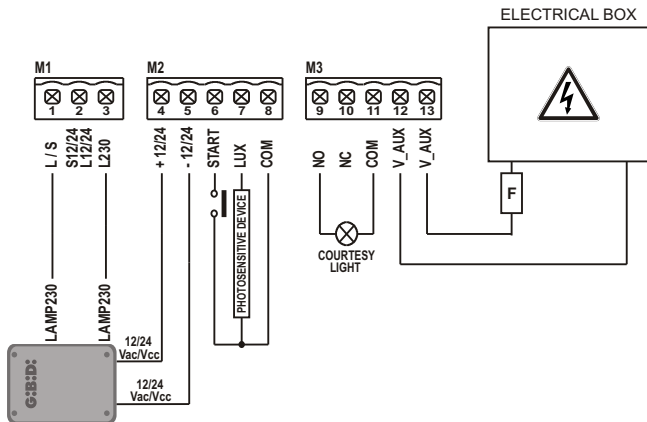 ELECTRICAL BOX
M1
M2
M3
1 2 3
4 5 6 7 8
9 10 11 12 13
L / S
S12/24
L12/24
L230
+ 12/24
- 12/24
START
LUX
COM
NO
NC
COM
V_AUX
V_AUX
F
PHOTOSENSITIVE DEVICE
COURTESY
LIGHT
LAMP230
LAMP230
12/24
Vac/Vcc
12/24
Vac/Vcc
GiBiDi